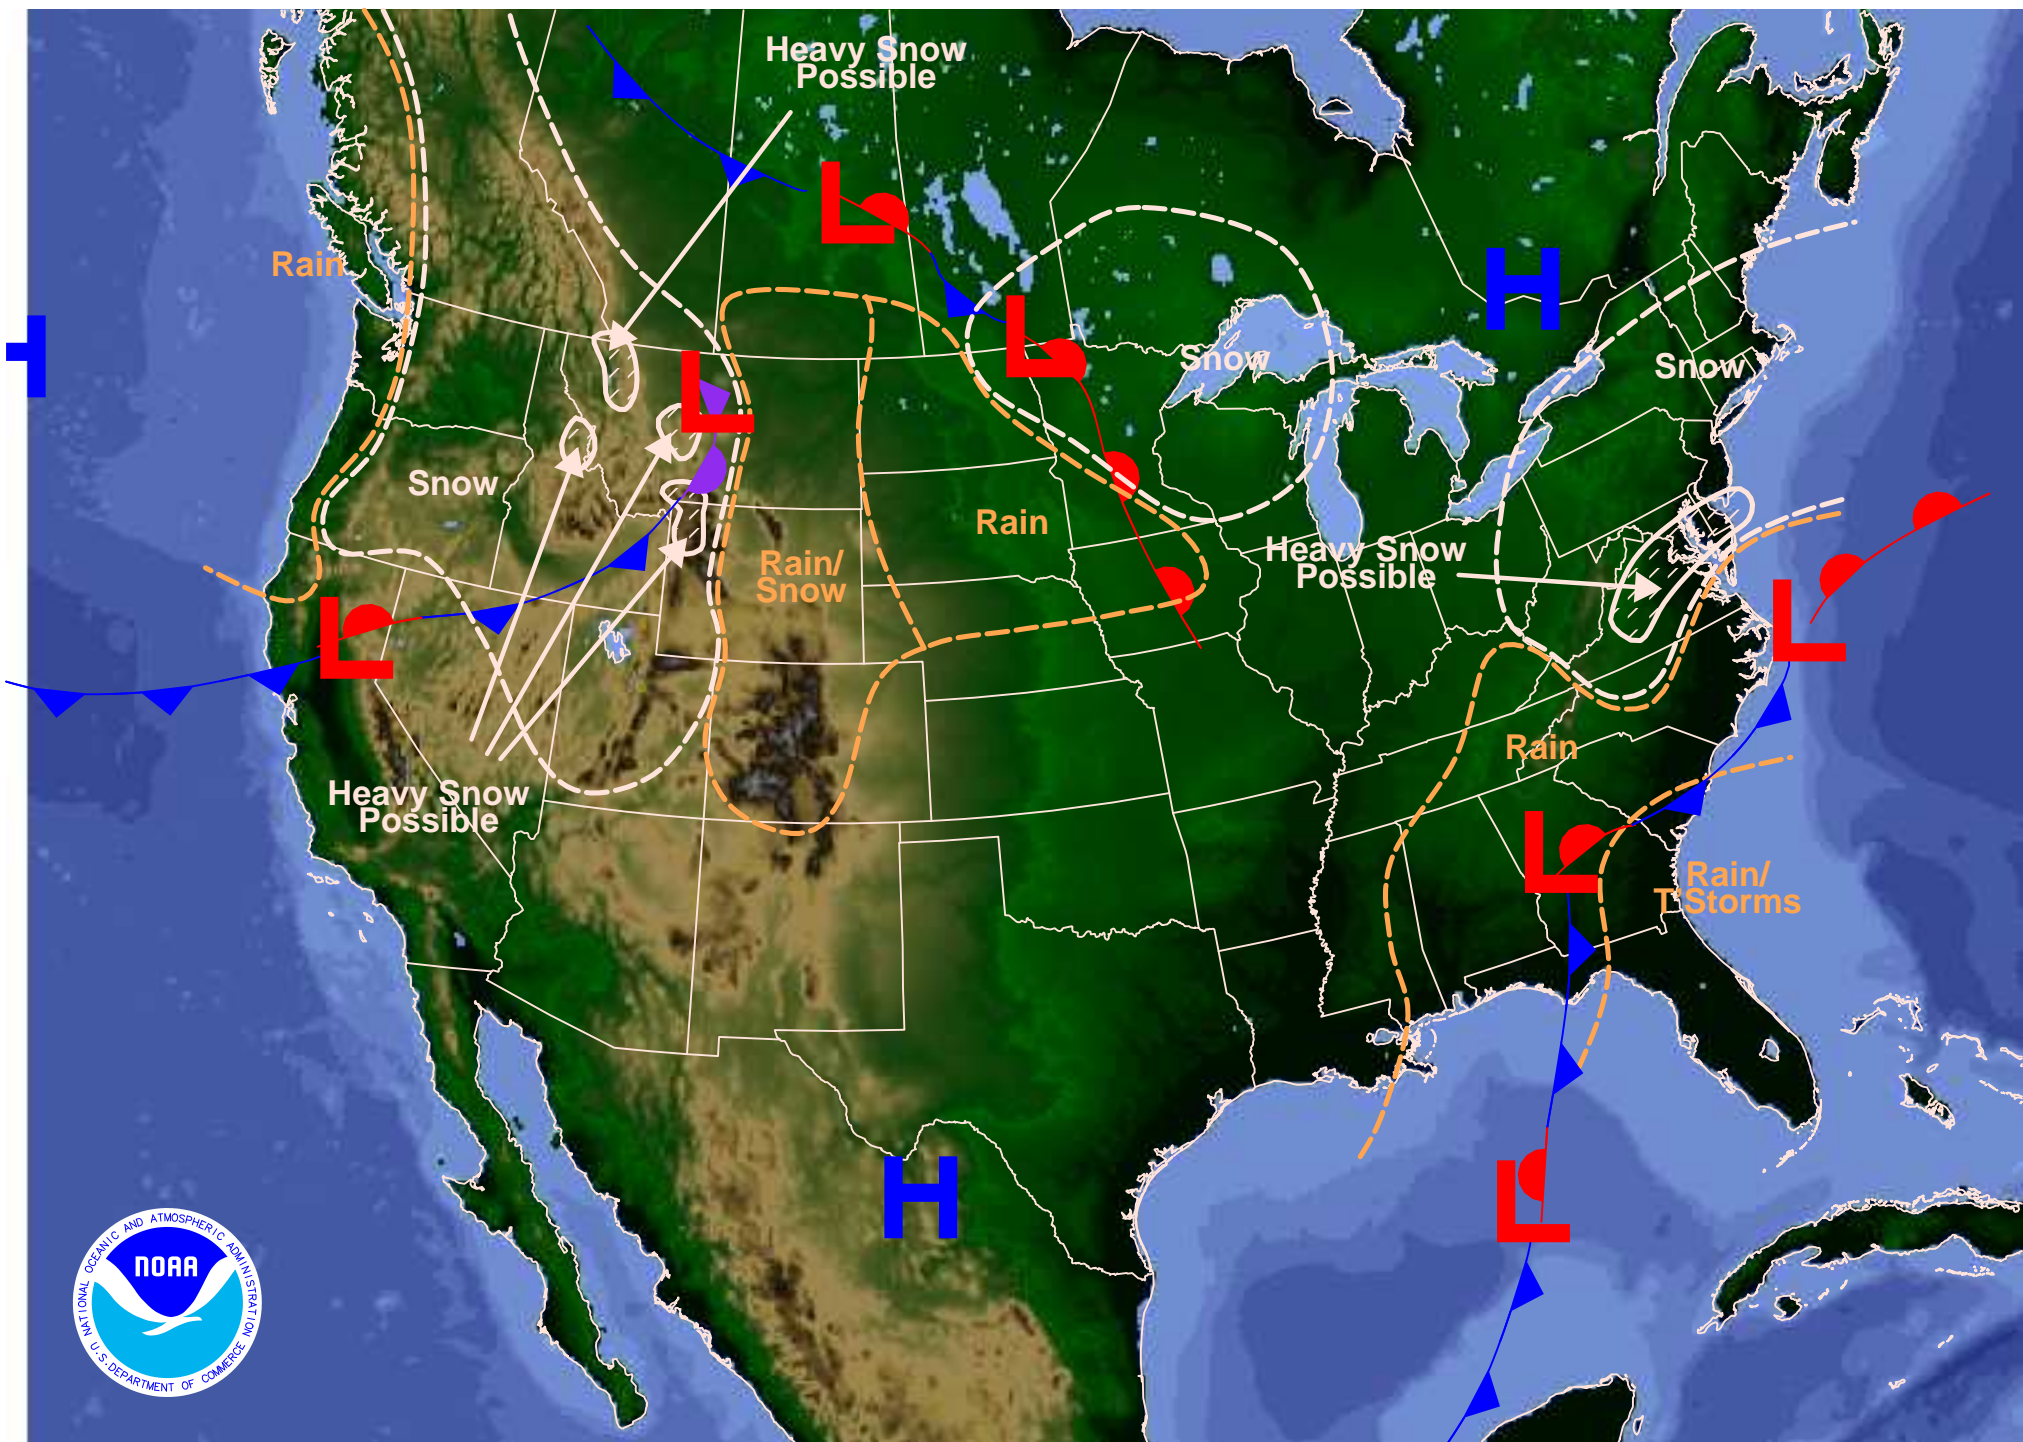 Heavy Snow
Possible
L
Rain
H
H
L
L
Snow
Snow
L
Snow
Rain
Rain/
Snow
Heavy Snow
Possible
L
L
Rain
Heavy Snow
Possible
L
Rain/
T'Storms
H
L
NATIONAL OCEANIC AND ATMOSPHERIC ADMINISTRATION
NOAA
U.S. DEPARTMENT OF COMMERCE